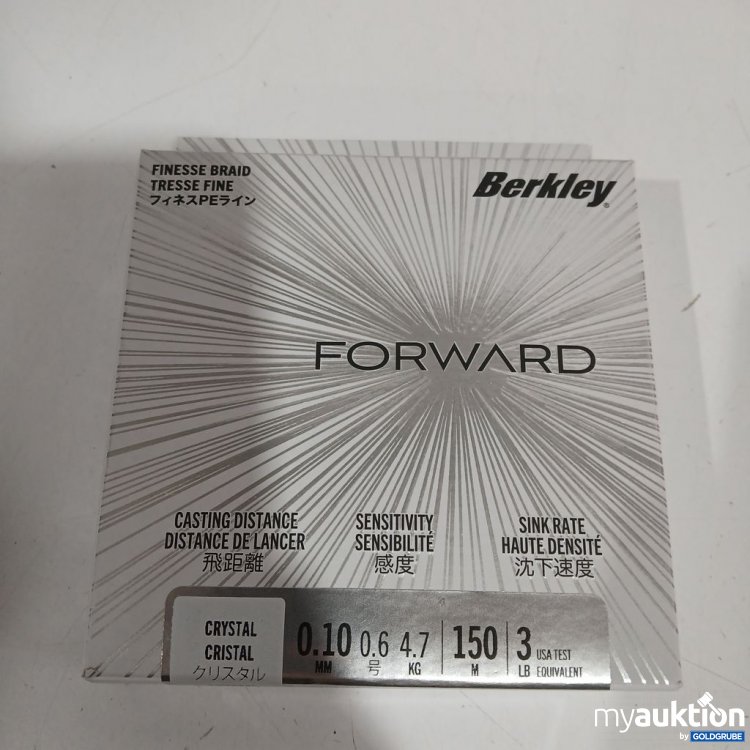 FINESSE BRAID
TRESSE FINE
フィネスPEライン
Berkley®
FORWARD
CASTING DISTANCE
DISTANCE DE LANCER
飛距離
SENSITIVITY
SENSIBILITÉ
感度
SINK RATE
HAUTE DENSITÉ
沈下速度
CRYSTAL
CRISTAL
クリスタル
0.10
MM
0.6
号
4.7
KG
150
M
3
LB
USA TEST
EQUIVALENT
myauktion
by GOLDGRUBE